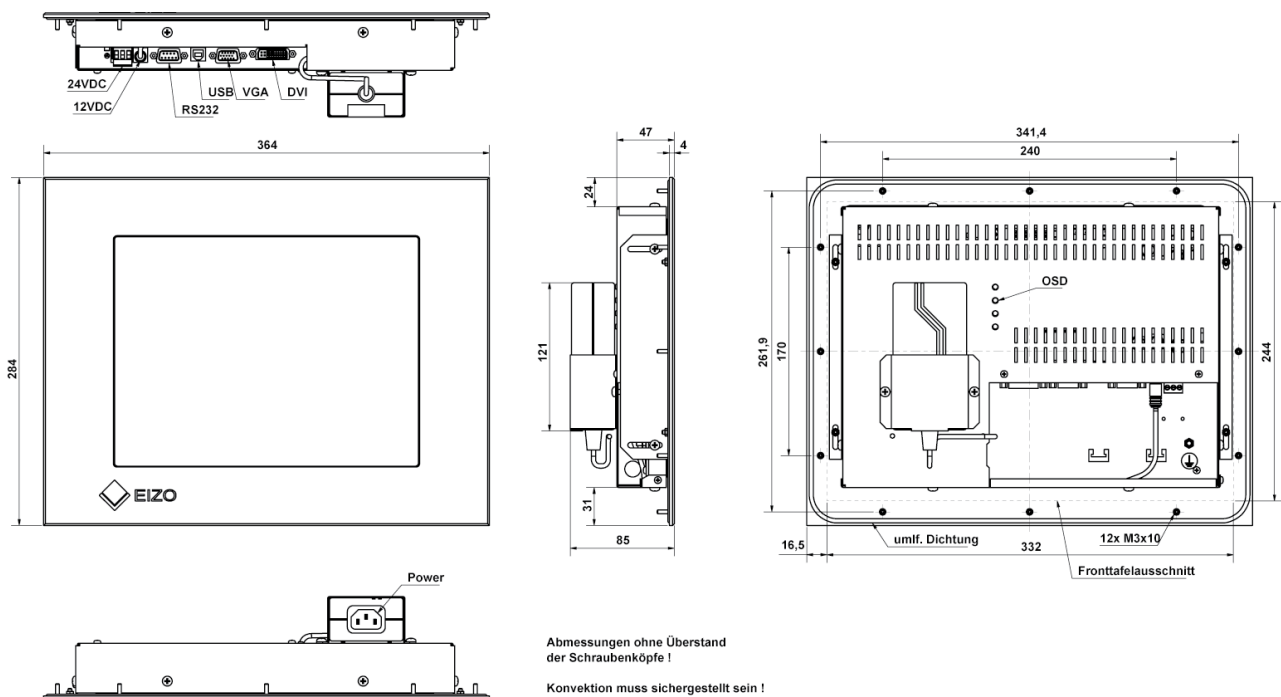 EIZO
24VDC
12VDC
RS232
USB
VGA
DVI
364
284
EIZO
47
4
24
121
31
85
341,4
240
OSD
261,9
170
244
umlf. Dichtung
12x M3x10
16,5
332
Fronttafelausschnitt
Power
Abmessungen ohne Überstand
der Schraubenköpfe !
Konvektion muss sichergestellt sein !